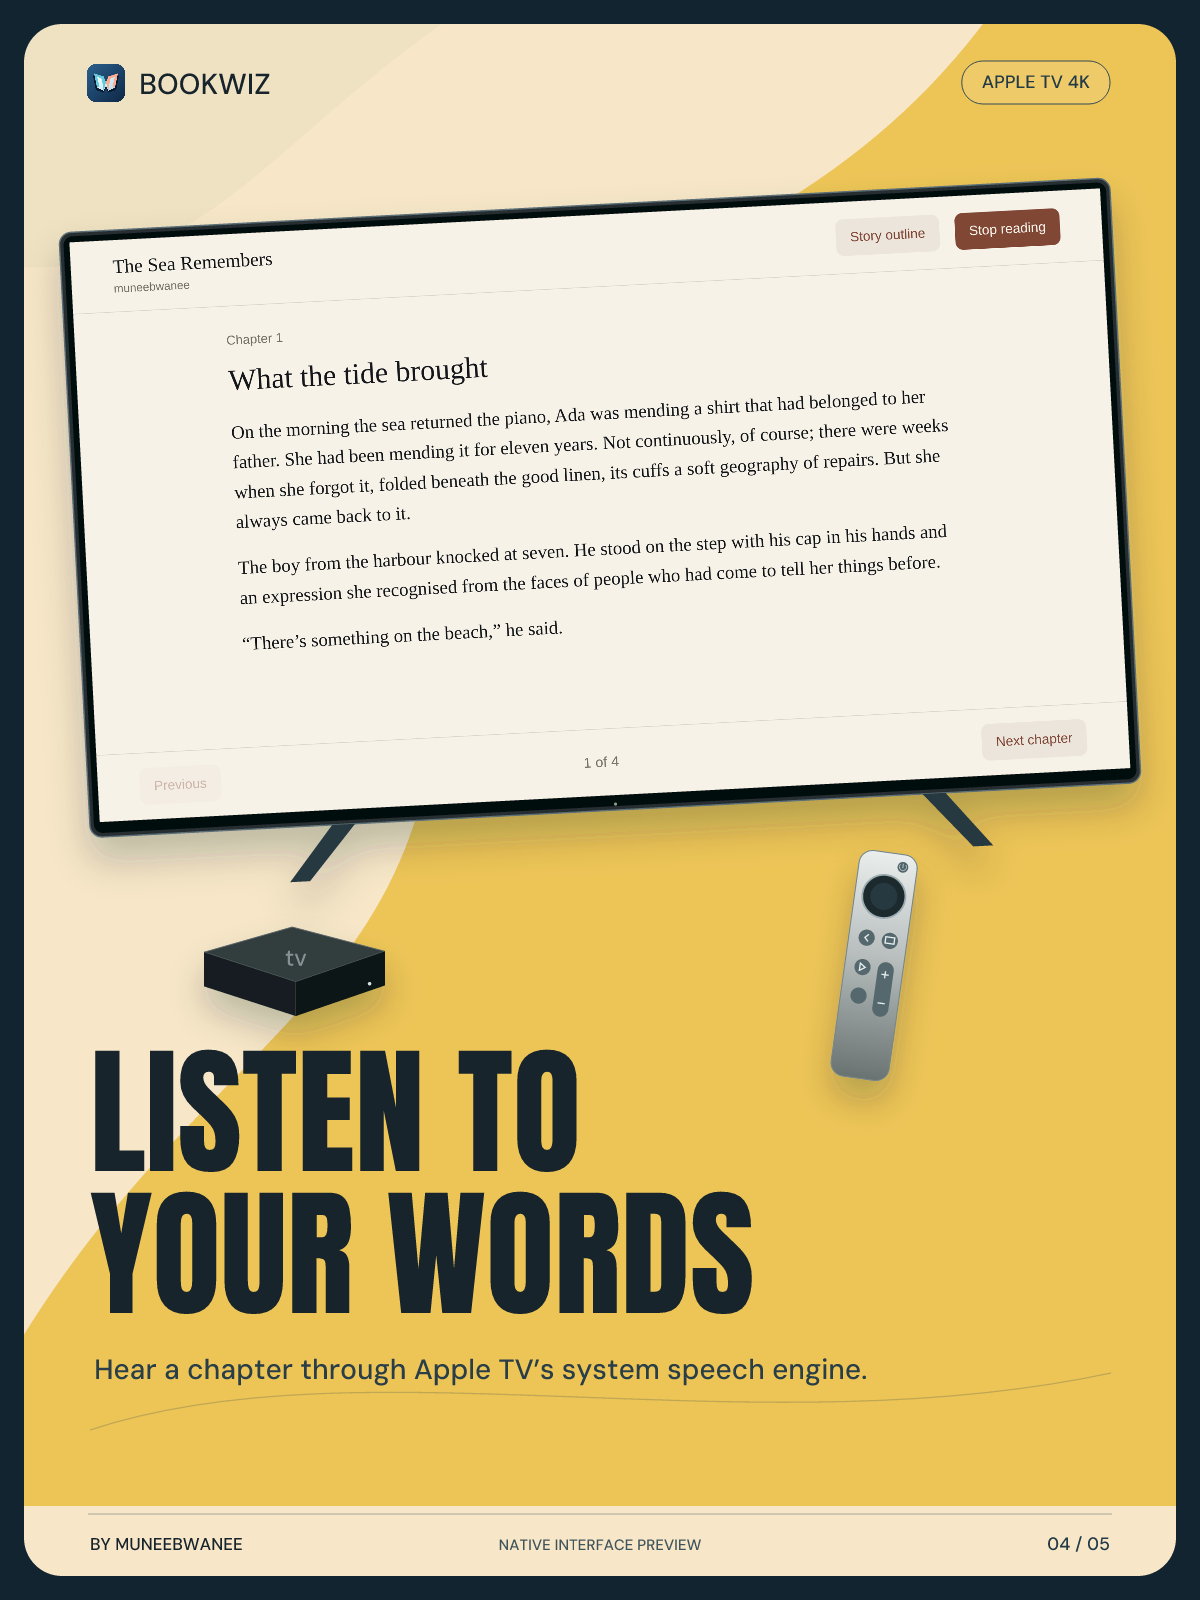 BOOKWIZ
APPLE TV 4K
The Sea Remembers
muneebwanee
Story outline
Stop reading
Chapter 1
What the tide brought
On the morning the sea returned the piano, Ada was mending a shirt that had belonged to her
father. She had been mending it for eleven years. Not continuously, of course; there were weeks
when she forgot it, folded beneath the good linen, its cuffs a soft geography of repairs. But she
always came back to it.
The boy from the harbour knocked at seven. He stood on the step with his cap in his hands and
an expression she recognised from the faces of people who had come to tell her things before.
“There’s something on the beach,” he said.
Previous
1 of 4
Next chapter
tv
LISTEN TO
YOUR WORDS
Hear a chapter through Apple TV’s system speech engine.
BY MUNEEBWANEE
NATIVE INTERFACE PREVIEW
04 / 05